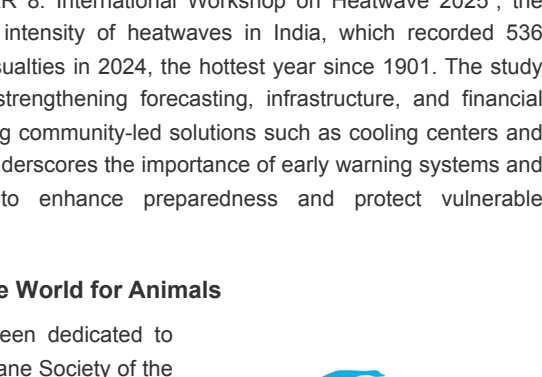 8: International Workshop on Heatwave 2025", the
intensity of heatwaves in India, which recorded 536
sualties in 2024, the hottest year since 1901. The study
strengthening forecasting, infrastructure, and financial
g community-led solutions such as cooling centers and
derscores the importance of early warning systems and
to enhance preparedness and protect vulnerable
e World for Animals
een dedicated to
ane Society of the